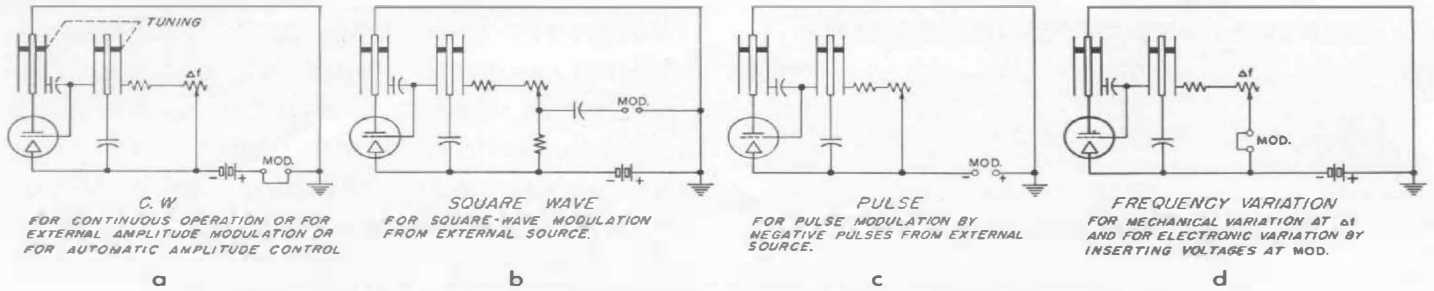 TUNING
Δf
MOD.
- +
C.W
FOR CONTINUOUS OPERATION OR FOR
EXTERNAL AMPLITUDE MODULATION OR
FOR AUTOMATIC AMPLITUDE CONTROL
a
MOD.
- +
SQUARE WAVE
FOR SQUARE-WAVE MODULATION
FROM EXTERNAL SOURCE.
b
MOD.
- +
PULSE
FOR PULSE MODULATION BY
NEGATIVE PULSES FROM EXTERNAL
SOURCE.
c
Δf
MOD.
- +
FREQUENCY VARIATION
FOR MECHANICAL VARIATION AT Δf
AND FOR ELECTRONIC VARIATION BY
INSERTING VOLTAGES AT MOD.
d